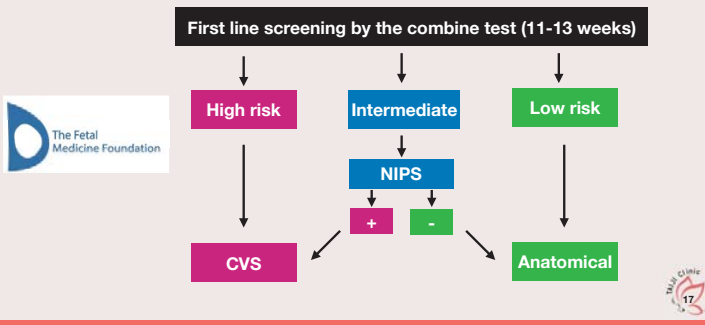 First line screening by the combine test (11-13 weeks)
High risk
Intermediate
Low risk
The Fetal
Medicine Foundation
NIPS
+
-
CVS
Anatomical
Clinic
17